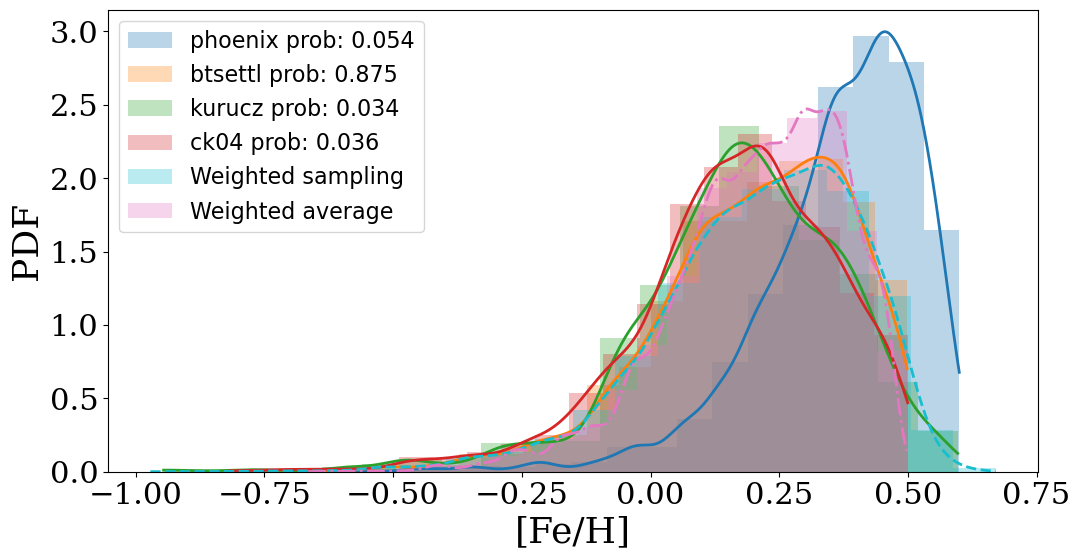 phoenix prob: 0.054
btsettl prob: 0.875
kurucz prob: 0.034
ck04 prob: 0.036
Weighted sampling
Weighted average
PDF
3.0
2.5
2.0
1.5
1.0
0.5
0.0
−1.00 −0.75 −0.50 −0.25 0.00 0.25 0.50 0.75
[Fe/H]